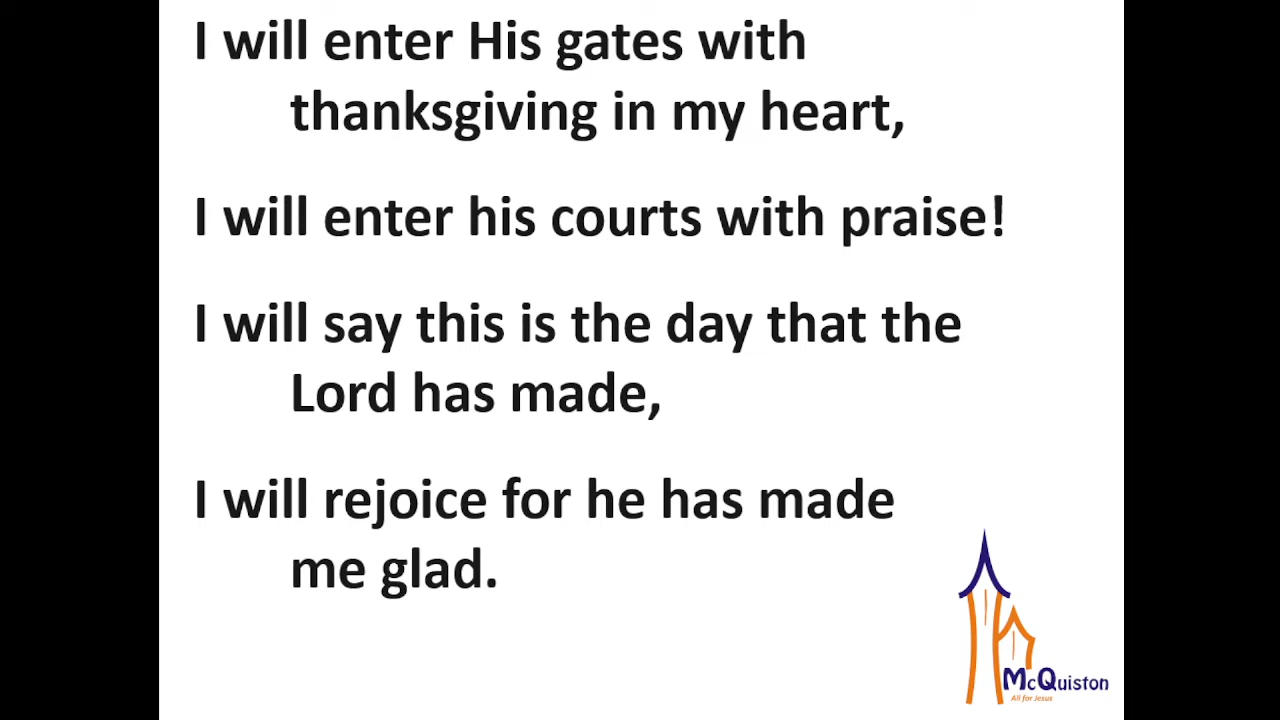 I will enter His gates with
thanksgiving in my heart,
I will enter his courts with praise!
I will say this is the day that the
Lord has made,
I will rejoice for he has made
me glad.
McQuiston
All for Jesus